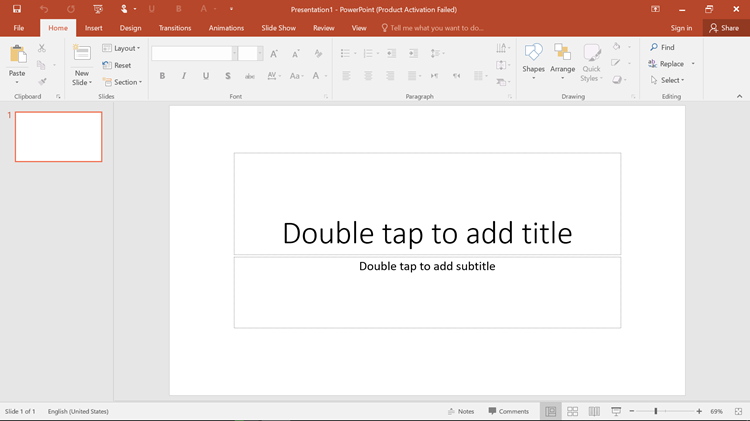 Presentation1 - PowerPoint (Product Activation Failed)
File Home Insert Design Transitions Animations Slide Show Review View Tell me what you want to do... Sign in Share
Paste
Clipboard
New
Slide
Layout
Reset
Section
Slides
B I U S abc AV Aa A
Font
Paragraph
Shapes
Arrange
Quick
Styles
Drawing
Find
Replace
Select
Editing
1
Double tap to add title
Double tap to add subtitle
Slide 1 of 1 English (United States) Notes Comments 69%